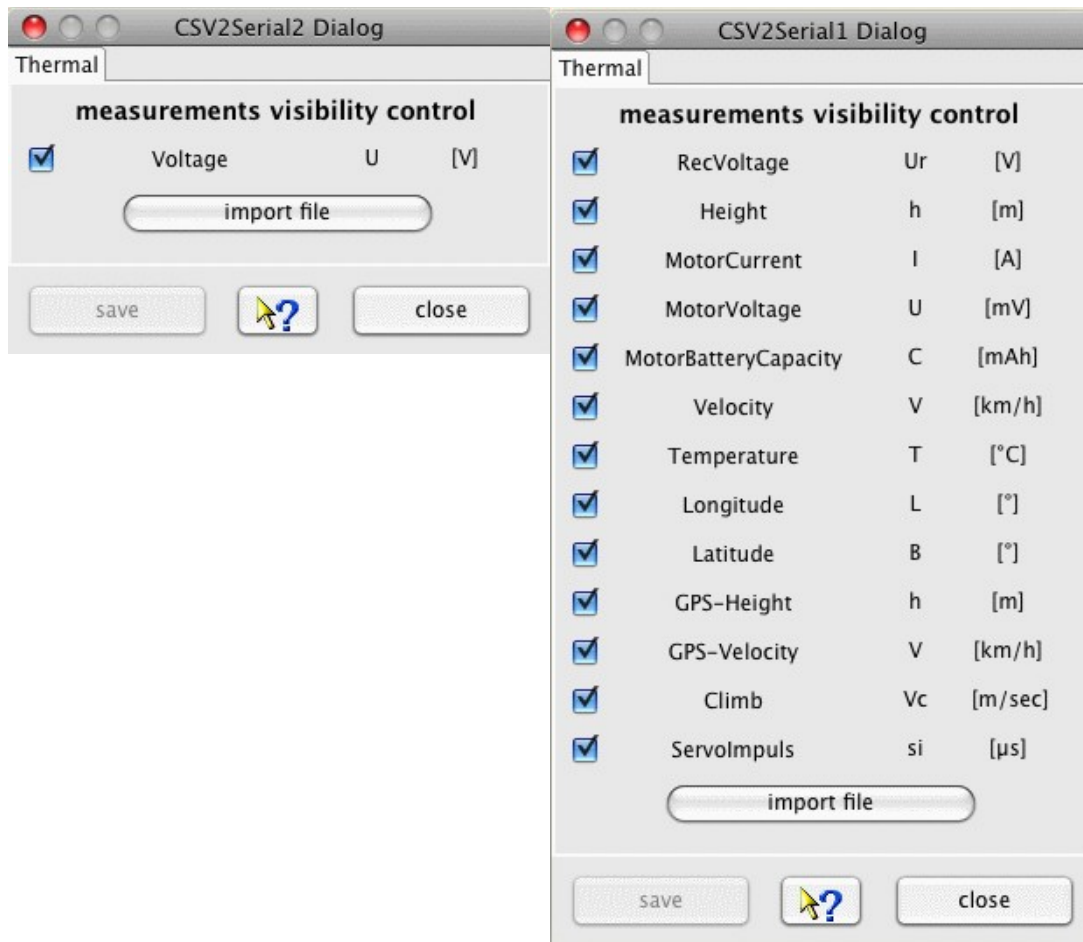 CSV2Serial2 Dialog
Thermal
measurements visibility control
Voltage U [V]
import file
save ? close
CSV2Serial1 Dialog
Thermal
measurements visibility control
RecVoltage Ur [V]
Height h [m]
MotorCurrent I [A]
MotorVoltage U [mV]
MotorBatteryCapacity C [mAh]
Velocity V [km/h]
Temperature T [°C]
Longitude L [°]
Latitude B [°]
GPS-Height h [m]
GPS-Velocity V [km/h]
Climb Vc [m/sec]
ServoImpuls si [µs]
import file
save ? close